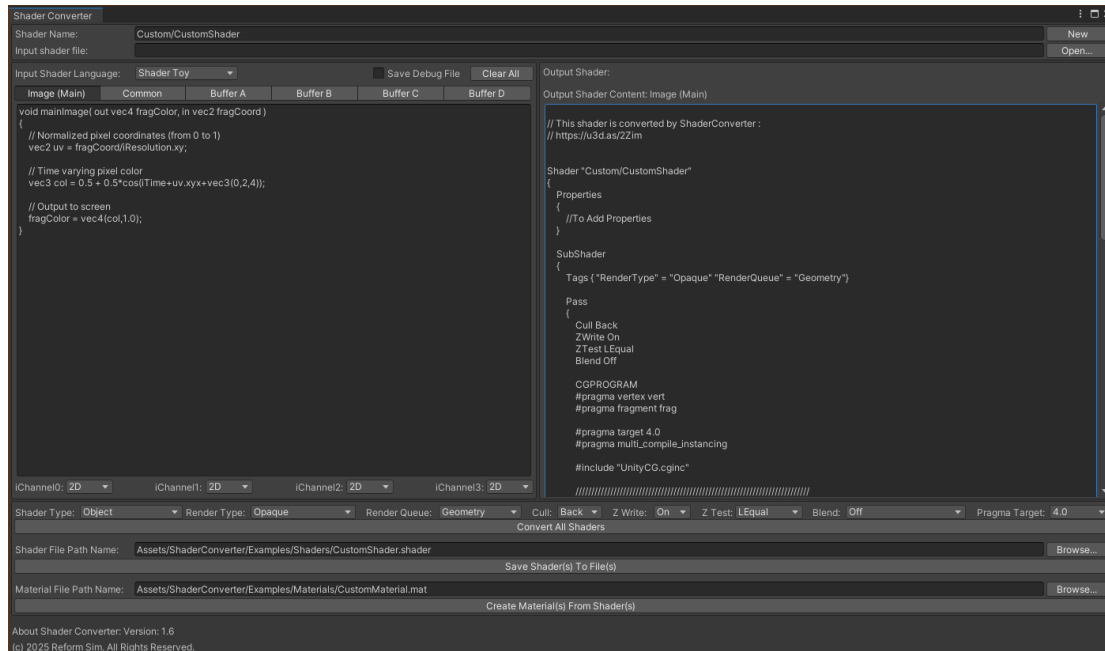 Shader Converter
Shader Name: Custom/CustomShader New
Input shader file: Open...
Input Shader Language: Shader Toy Save Debug File Clear All
Image (Main) Common Buffer A Buffer B Buffer C Buffer D
void mainImage( out vec4 fragColor, in vec2 fragCoord )
{
// Normalized pixel coordinates (from 0 to 1)
vec2 uv = fragCoord/iResolution.xy;
// Time varying pixel color
vec3 col = 0.5 + 0.5*cos(iTime+uv.xyx+vec3(0,2,4));
// Output to screen
fragColor = vec4(col,1.0);
}
iChannel0: 2D iChannel1: 2D iChannel2: 2D iChannel3: 2D
Output Shader:
Output Shader Content: Image (Main)
// This shader is converted by ShaderConverter :
// https://u3d.as/2Zim
Shader "Custom/CustomShader"
{
Properties
{
//To Add Properties
}
SubShader
{
Tags { "RenderType" = "Opaque" "RenderQueue" = "Geometry"}
Pass
{
Cull Back
ZWrite On
ZTest LEqual
Blend Off
CGPROGRAM
#pragma vertex vert
#pragma fragment frag
#pragma target 4.0
#pragma multi_compile_instancing
#include "UnityCG.cginc"
//////////////////////////////////////////////////////////////////////////
Shader Type: Object Render Type: Opaque Render Queue: Geometry Cull: Back Z Write: On Z Test: LEqual Blend: Off Pragma Target: 4.0
Convert All Shaders
Shader File Path Name: Assets/ShaderConverter/Examples/Shaders/CustomShader.shader Browse...
Save Shader(s) To File(s)
Material File Path Name: Assets/ShaderConverter/Examples/Materials/CustomMaterial.mat Browse...
Create Material(s) From Shader(s)
About Shader Converter: Version: 1.6
(c) 2025 Reform Sim. All Rights Reserved.